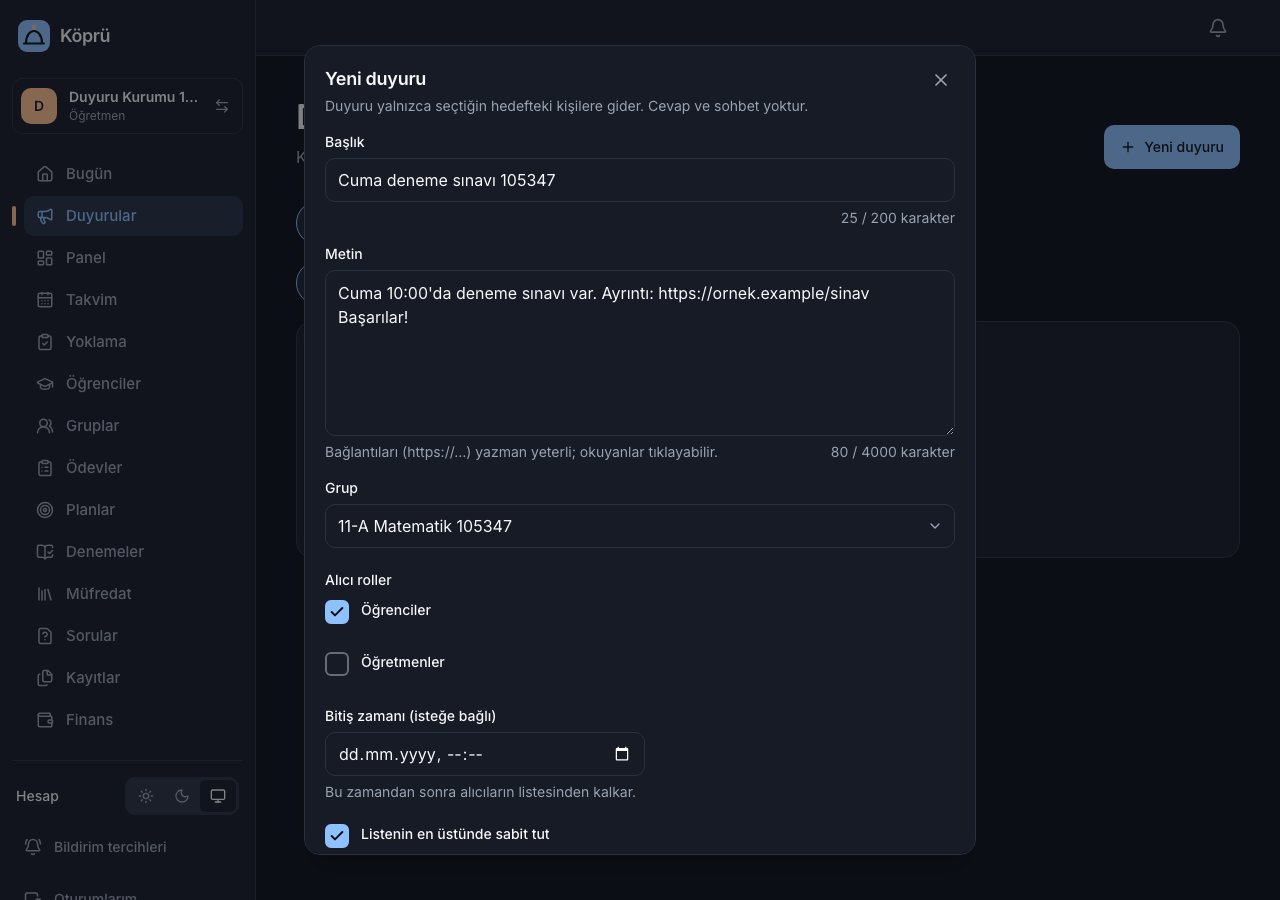 Köprü
D
Duyuru Kurumu 1...
Öğretmen
Bugün
Duyurular
Panel
Takvim
Yoklama
Öğrenciler
Gruplar
Ödevler
Planlar
Denemeler
Müfredat
Sorular
Kayıtlar
Finans
Hesap
Bildirim tercihleri
Oturumlarım
Yeni duyuru
Yeni duyuru
Duyuru yalnızca seçtiğin hedefteki kişilere gider. Cevap ve sohbet yoktur.
Başlık
Cuma deneme sınavı 105347
25 / 200 karakter
Metin
Cuma 10:00'da deneme sınavı var. Ayrıntı: https://ornek.example/sinav
Başarılar!
Bağlantıları (https://...) yazman yeterli; okuyanlar tıklayabilir.
80 / 4000 karakter
Grup
11-A Matematik 105347
Alıcı roller
Öğrenciler
Öğretmenler
Bitiş zamanı (isteğe bağlı)
dd.mm.yyyy, --:--
Bu zamandan sonra alıcıların listesinden kalkar.
Listenin en üstünde sabit tut